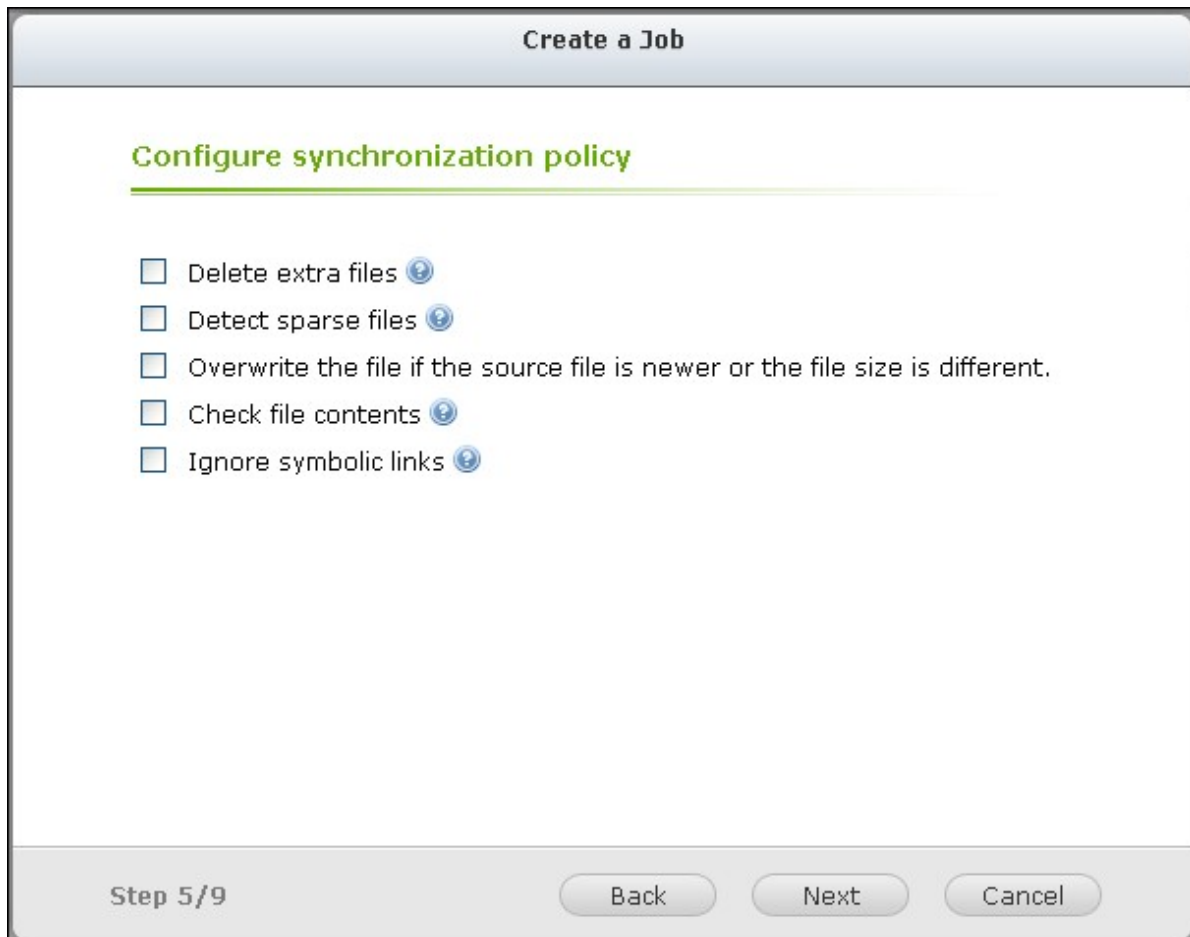 Create a Job
Configure synchronization policy
Delete extra files ?
Detect sparse files ?
Overwrite the file if the source file is newer or the file size is different.
Check file contents ?
Ignore symbolic links ?
Step 5/9
Back
Next
Cancel